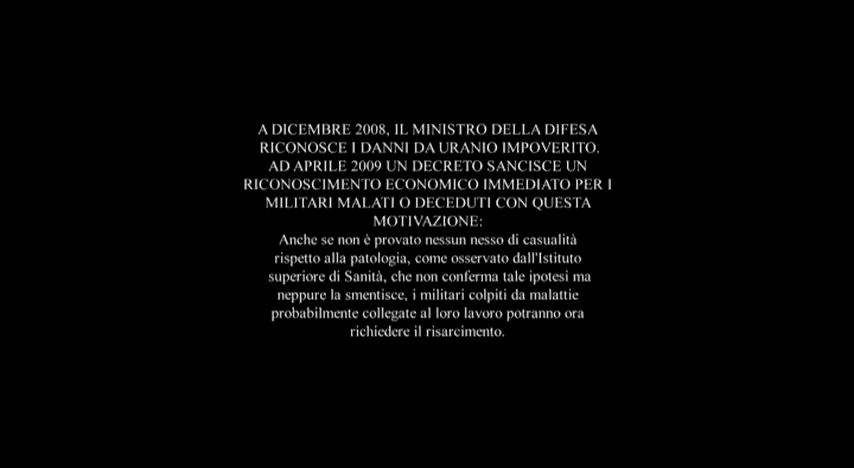 A DICEMBRE 2008, IL MINISTRO DELLA DIFESA
RICONOSCE I DANNI DA URANIO IMPOVERITO.
AD APRILE 2009 UN DECRETO SANCISCE UN
RICONOSCIMENTO ECONOMICO IMMEDIATO PER I
MILITARI MALATI O DECEDUTI CON QUESTA
MOTIVAZIONE:
Anche se non è provato nessun nesso di casualità
rispetto alla patologia, come osservato dall'Istituto
superiore di Sanità, che non conferma tale ipotesi ma
neppure la smentisce, i militari colpiti da malattie
probabilmente collegate al loro lavoro potranno ora
richiedere il risarcimento.